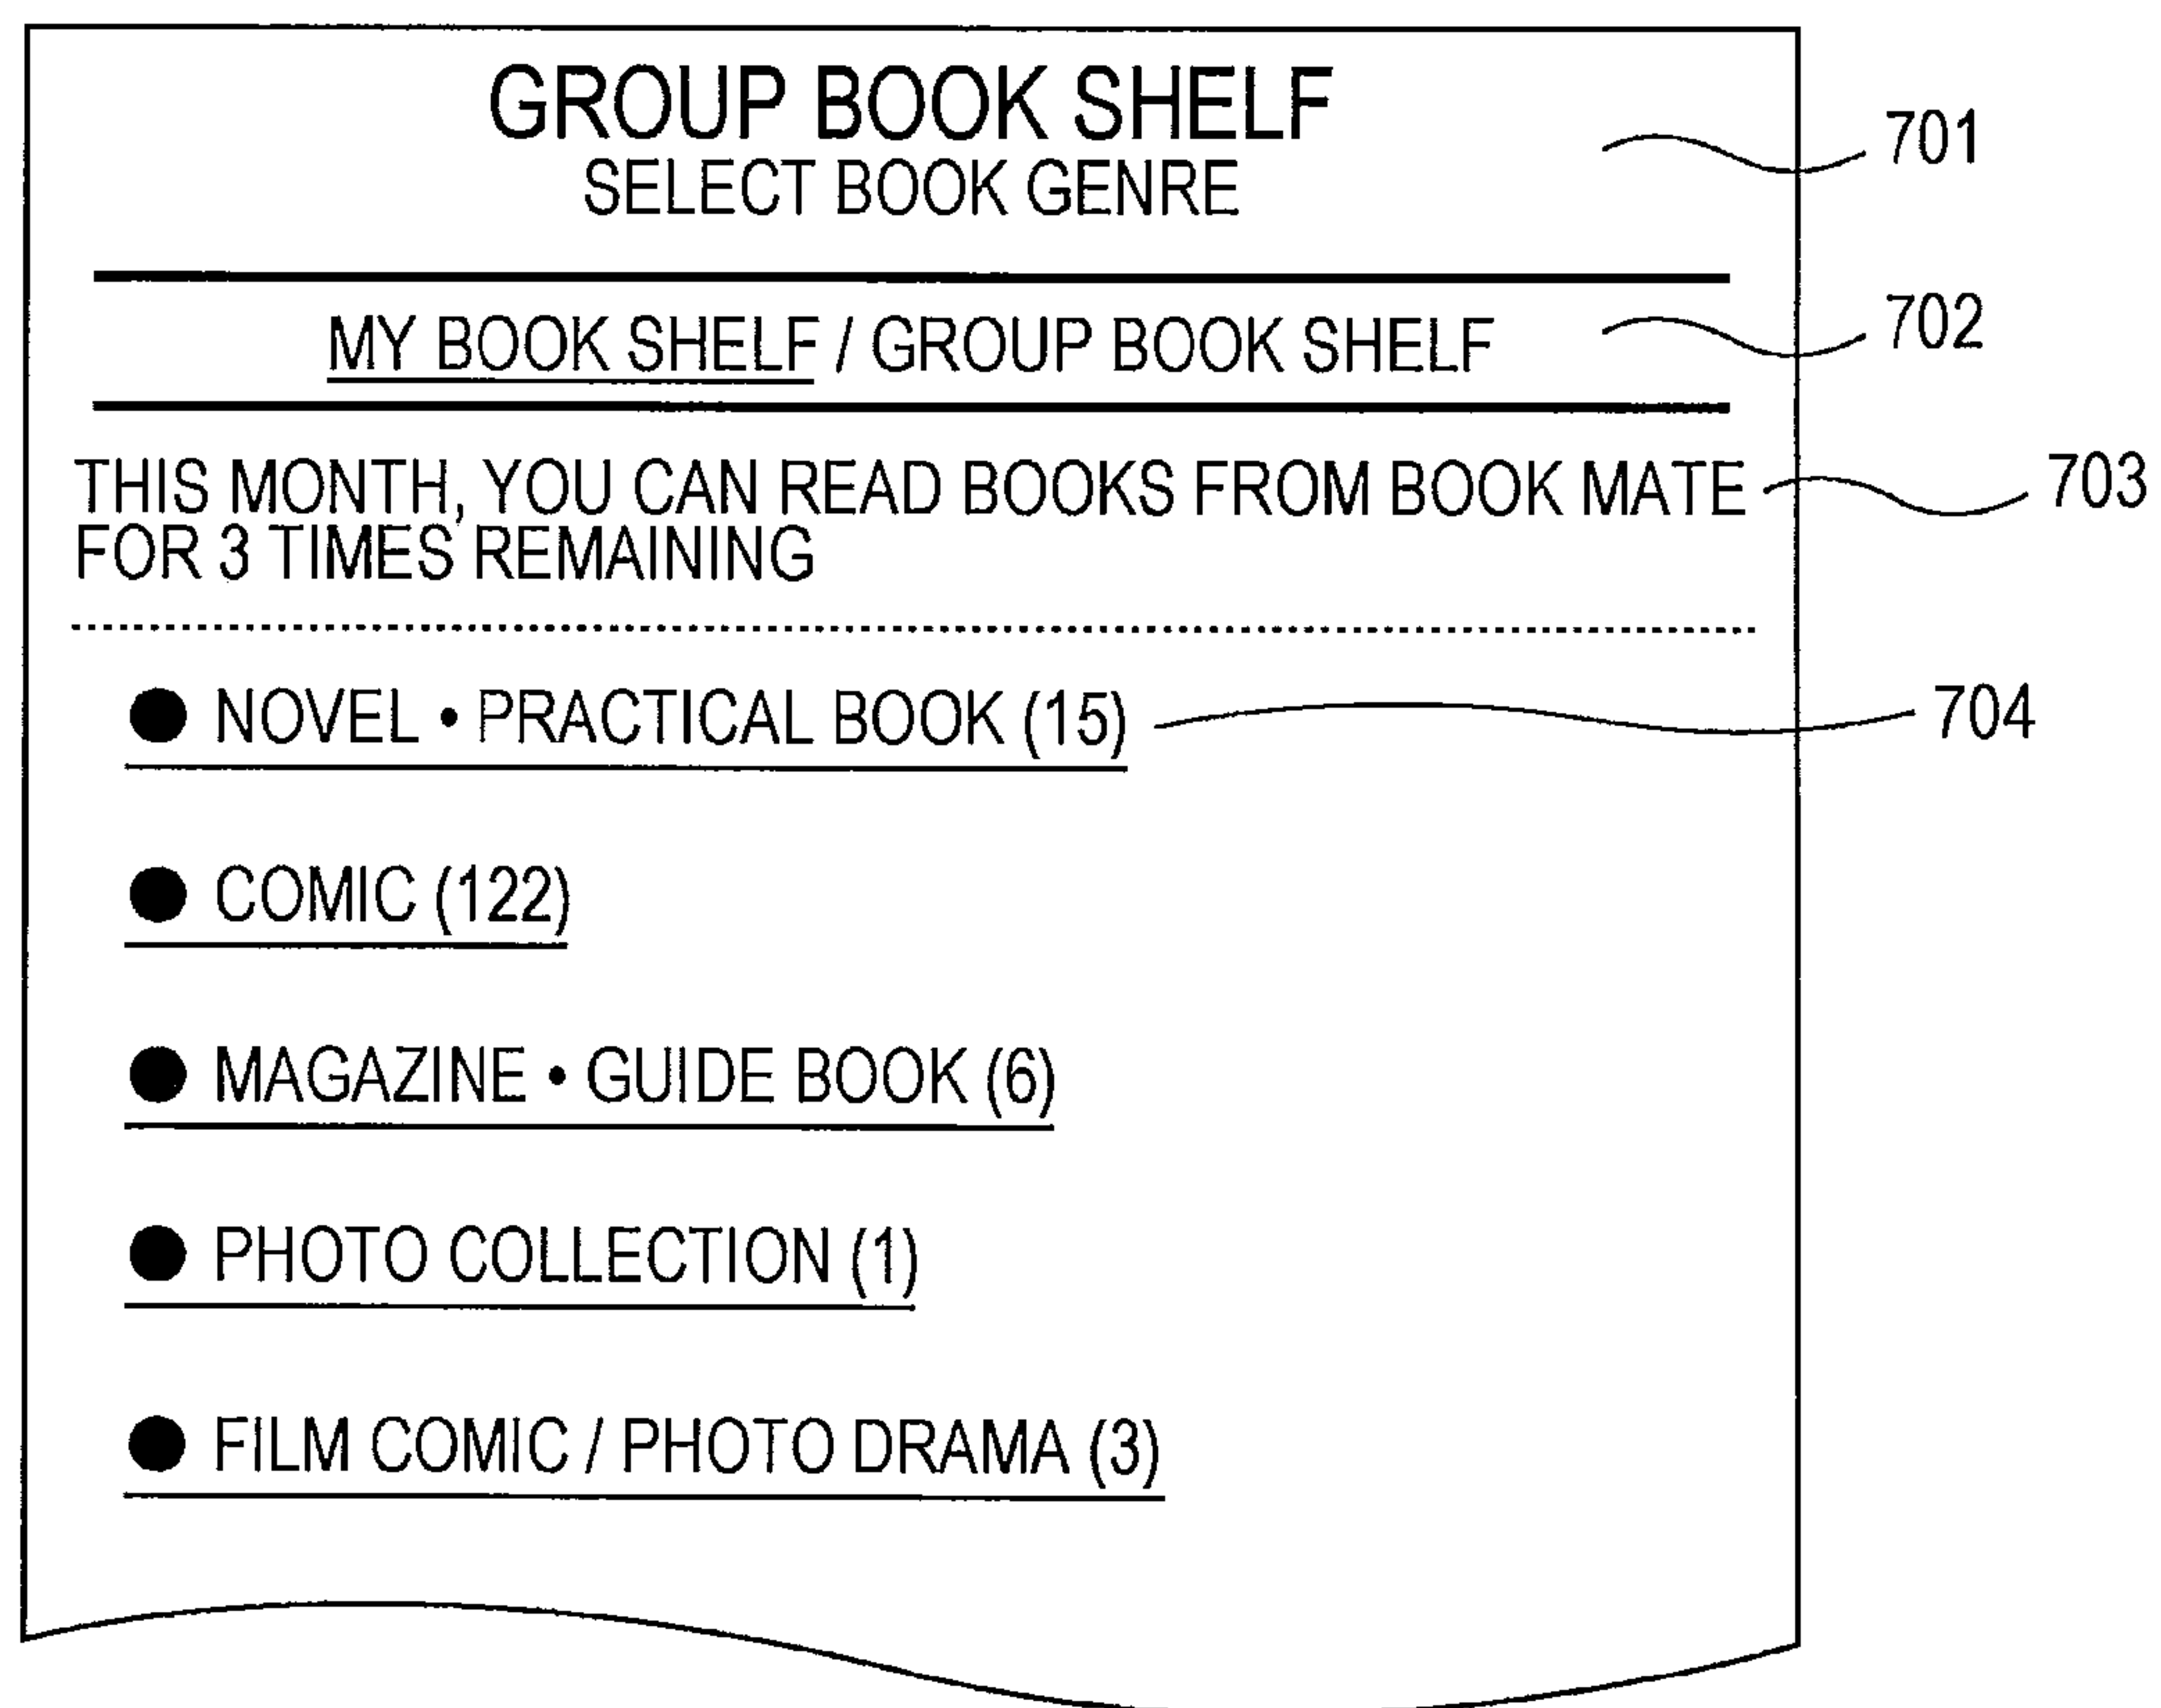 GROUP BOOK SHELF
SELECT BOOK GENRE
701
MY BOOK SHELF / GROUP BOOK SHELF
702
THIS MONTH, YOU CAN READ BOOKS FROM BOOK MATE
703
FOR 3 TIMES REMAINING
● NOVEL • PRACTICAL BOOK (15)
704
● COMIC (122)
● MAGAZINE • GUIDE BOOK (6)
● PHOTO COLLECTION (1)
● FILM COMIC / PHOTO DRAMA (3)